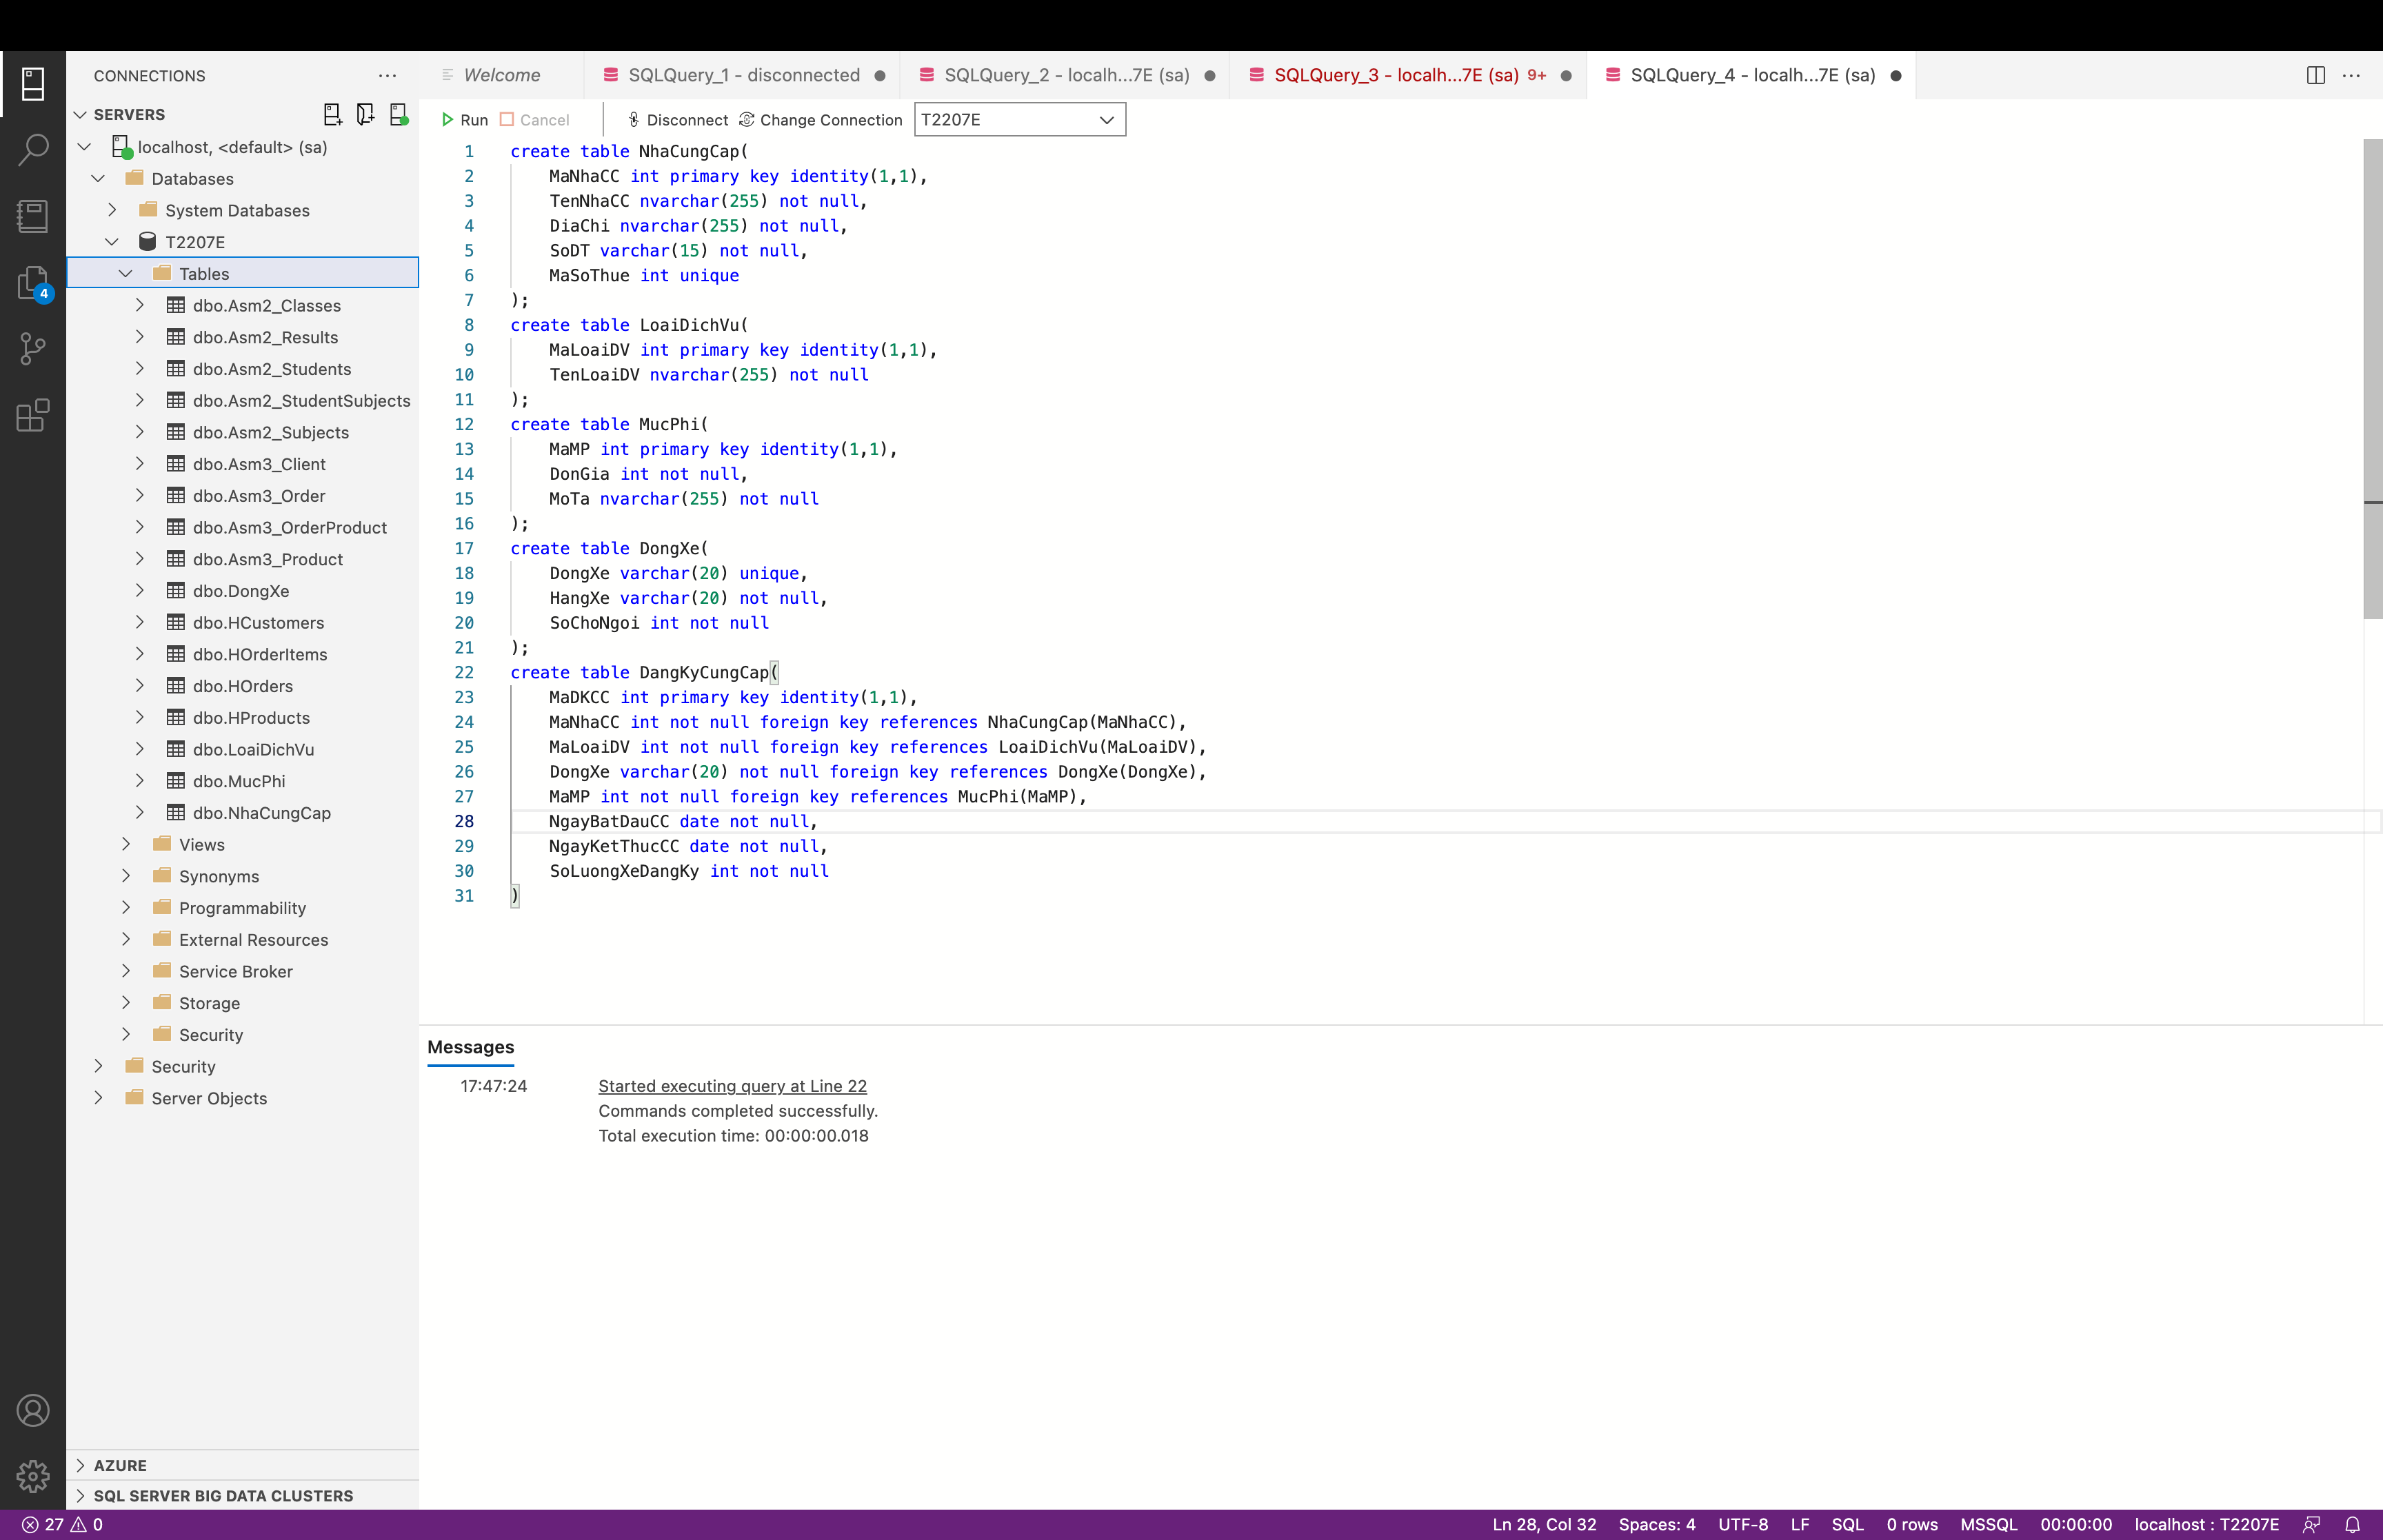 CONNECTIONS
SERVERS
localhost, <default> (sa)
Databases
System Databases
T2207E
Tables
dbo.Asm2_Classes
dbo.Asm2_Results
dbo.Asm2_Students
dbo.Asm2_StudentSubjects
dbo.Asm2_Subjects
dbo.Asm3_Client
dbo.Asm3_Order
dbo.Asm3_OrderProduct
dbo.Asm3_Product
dbo.DongXe
dbo.HCustomers
dbo.HOrderItems
dbo.HOrders
dbo.HProducts
dbo.LoaiDichVu
dbo.MucPhi
dbo.NhaCungCap
Views
Synonyms
Programmability
External Resources
Service Broker
Storage
Security
Security
Server Objects
AZURE
SQL SERVER BIG DATA CLUSTERS
4
Welcome SQLQuery_1 - disconnected SQLQuery_2 - localh...7E (sa) SQLQuery_3 - localh...7E (sa) 9+ SQLQuery_4 - localh...7E (sa)
Run Cancel Disconnect Change Connection T2207E
1 create table NhaCungCap(
2 MaNhaCC int primary key identity(1,1),
3 TenNhaCC nvarchar(255) not null,
4 DiaChi nvarchar(255) not null,
5 SoDT varchar(15) not null,
6 MaSoThue int unique
7 );
8 create table LoaiDichVu(
9 MaLoaiDV int primary key identity(1,1),
10 TenLoaiDV nvarchar(255) not null
11 );
12 create table MucPhi(
13 MaMP int primary key identity(1,1),
14 DonGia int not null,
15 MoTa nvarchar(255) not null
16 );
17 create table DongXe(
18 DongXe varchar(20) unique,
19 HangXe varchar(20) not null,
20 SoChoNgoi int not null
21 );
22 create table DangKyCungCap(
23 MaDKCC int primary key identity(1,1),
24 MaNhaCC int not null foreign key references NhaCungCap(MaNhaCC),
25 MaLoaiDV int not null foreign key references LoaiDichVu(MaLoaiDV),
26 DongXe varchar(20) not null foreign key references DongXe(DongXe),
27 MaMP int not null foreign key references MucPhi(MaMP),
28 NgayBatDauCC date not null,
29 NgayKetThucCC date not null,
30 SoLuongXeDangKy int not null
31 )
Messages
17:47:24 Started executing query at Line 22
Commands completed successfully.
Total execution time: 00:00:00.018
27 0 Ln 28, Col 32 Spaces: 4 UTF-8 LF SQL 0 rows MSSQL 00:00:00 localhost : T2207E